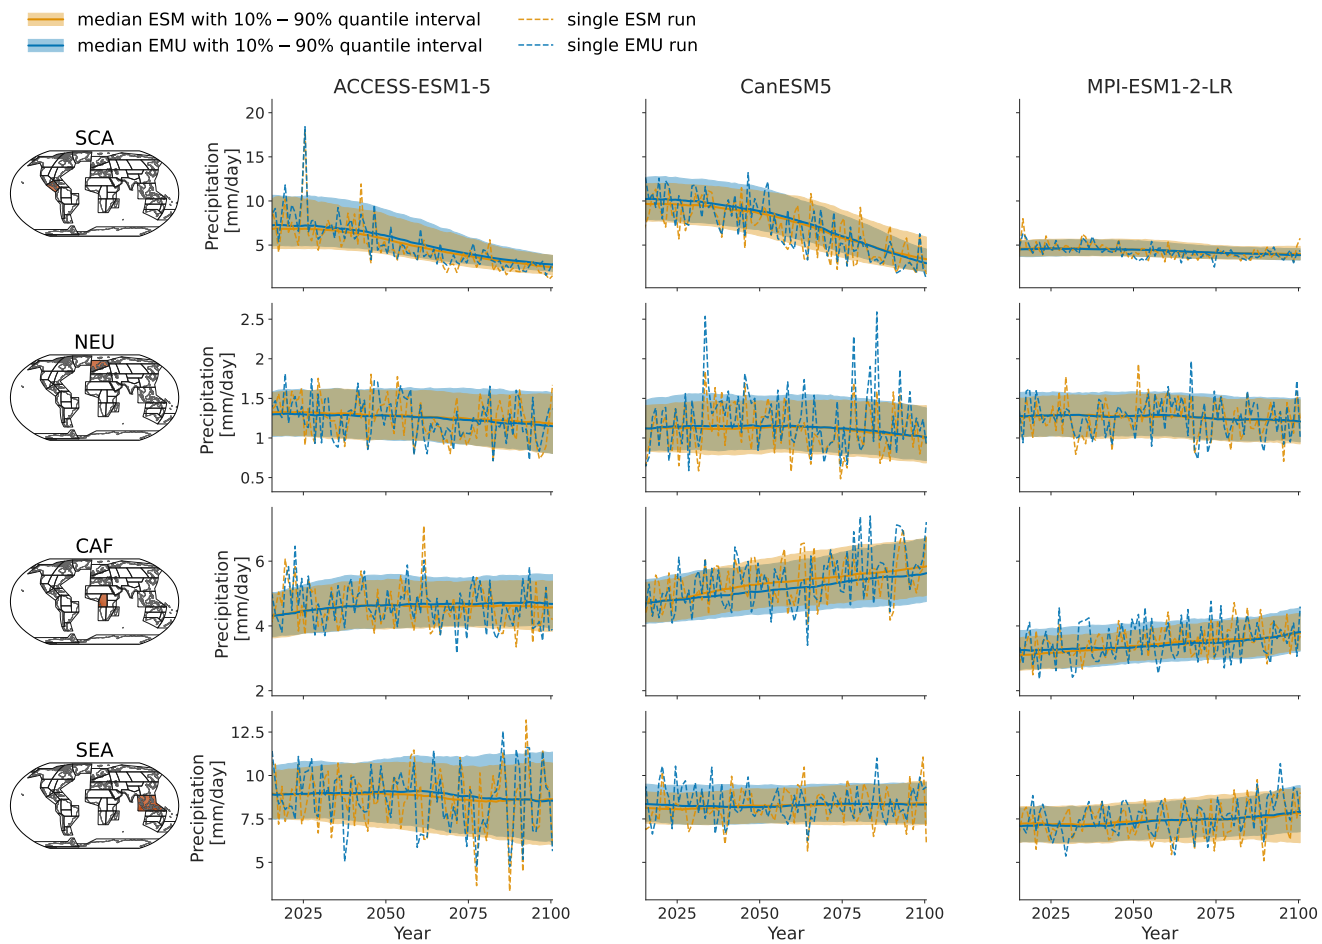 median ESM with 10% − 90% quantile interval
single ESM run
median EMU with 10% − 90% quantile interval
single EMU run
ACCESS-ESM1-5
CanESM5
MPI-ESM1-2-LR
SCA
Precipitation
[mm/day]
20
15
10
5
NEU
Precipitation
[mm/day]
2.5
2
1.5
1
0.5
CAF
Precipitation
[mm/day]
6
4
2
SEA
Precipitation
[mm/day]
12.5
10
7.5
5
2025 2050 2075 2100
2025 2050 2075 2100
2025 2050 2075 2100
Year
Year
Year